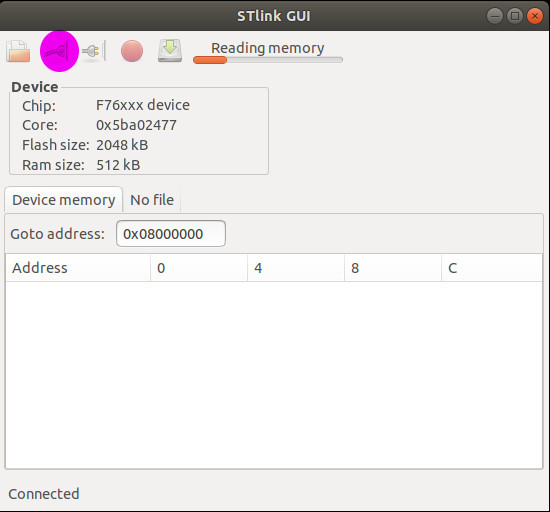 STlink GUI
Reading memory
Device
Chip: F76xxx device
Core: 0x5ba02477
Flash size: 2048 kB
Ram size: 512 kB
Device memory No file
Goto address: 0x08000000
Address 0 4 8 C
Connected